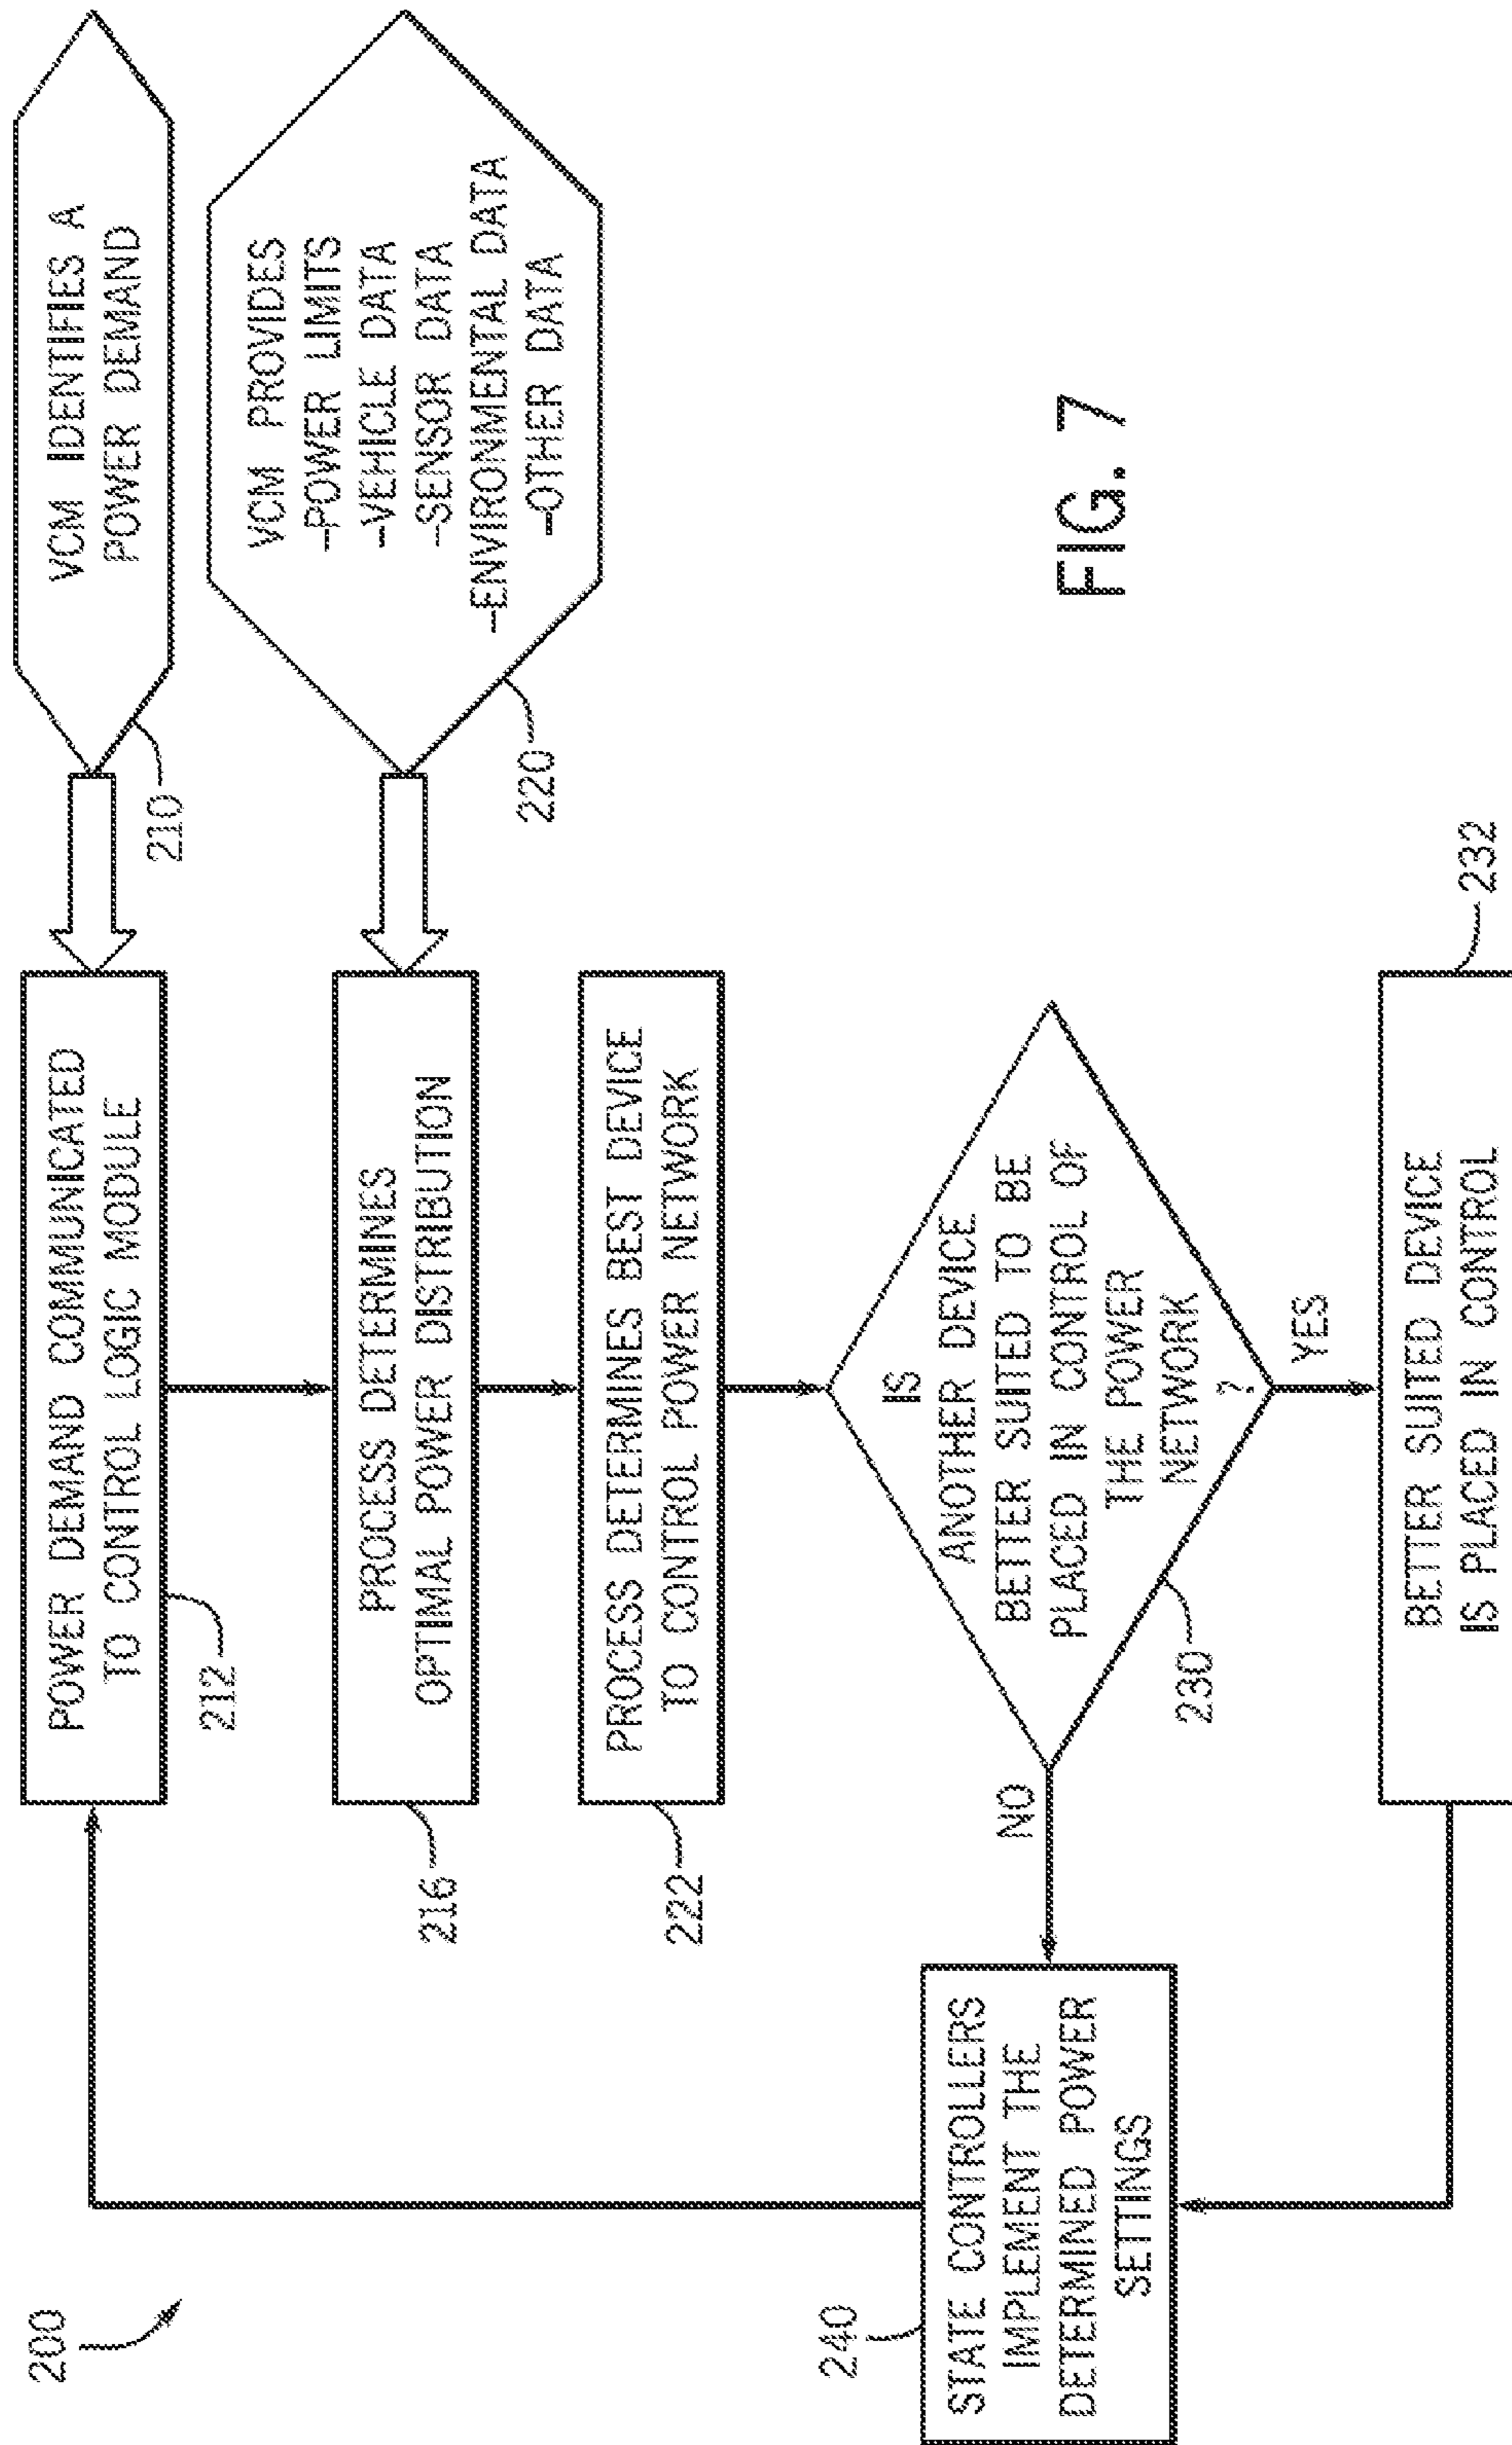 200
POWER DEMAND COMMUNICATED
TO CONTROL LOGIC MODULE
212
VCM IDENTIFIES A
POWER DEMAND
210
PROCESS DETERMINES
OPTIMAL POWER DISTRIBUTION
216
VCM PROVIDES
-POWER LIMITS
-VEHICLE DATA
-SENSOR DATA
-ENVIRONMENTAL DATA
-OTHER DATA
220
PROCESS DETERMINES BEST DEVICE
TO CONTROL POWER NETWORK
222
IS
ANOTHER DEVICE
BETTER SUITED TO BE
PLACED IN CONTROL OF
THE POWER
NETWORK
?
230
NO
YES
STATE CONTROLLERS
IMPLEMENT THE
DETERMINED POWER
SETTINGS
240
BETTER SUITED DEVICE
IS PLACED IN CONTROL
232
FIG. 7